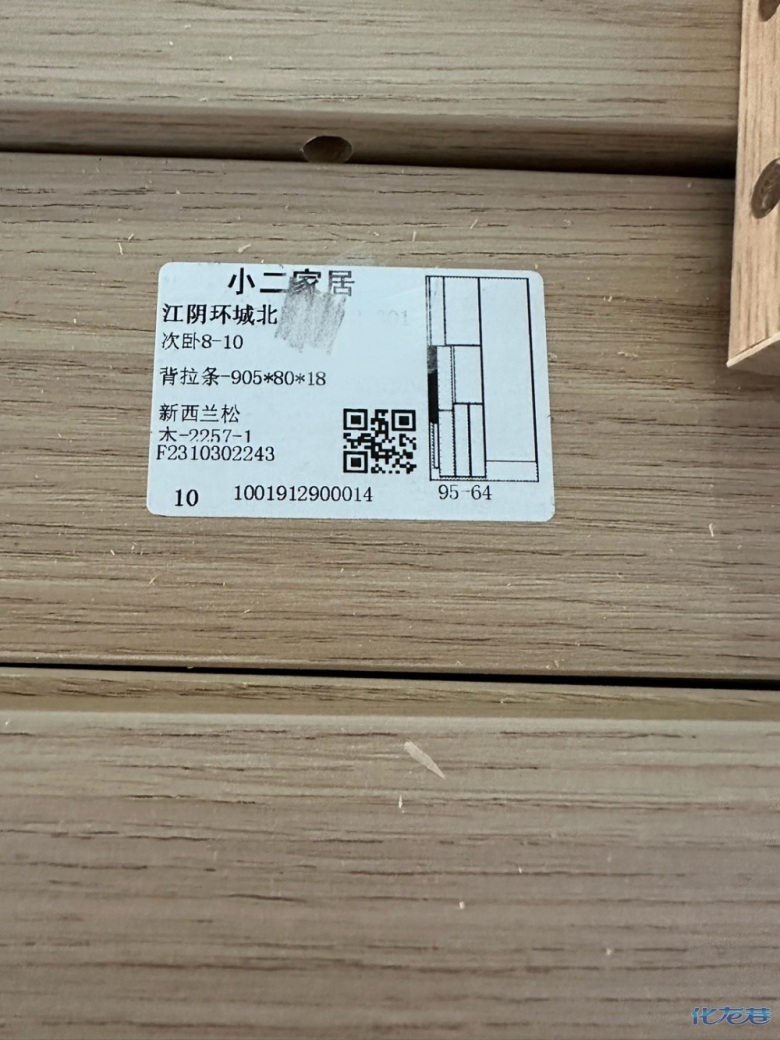 小二家居
江阴环城北
次卧8-10
背拉条-905*80*18
新西兰松
木-2257-1
F2310302243
10 1001912900014 95-64
化龙巷